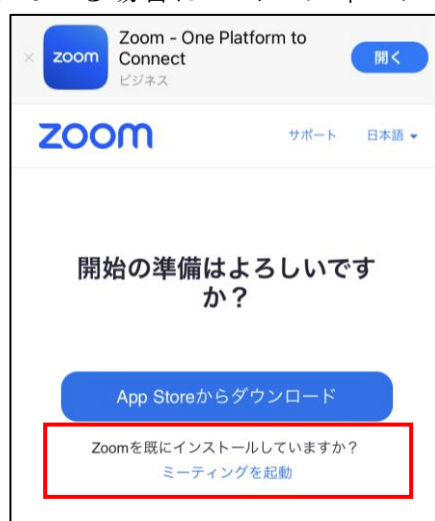 Zoom - One Platform to
Connect
ビジネス
zoom
開く
zoom
サポート 日本語
開始の準備はよろしいです
か？
App Storeからダウンロード
Zoomを既にインストールしていますか？
ミーティングを起動